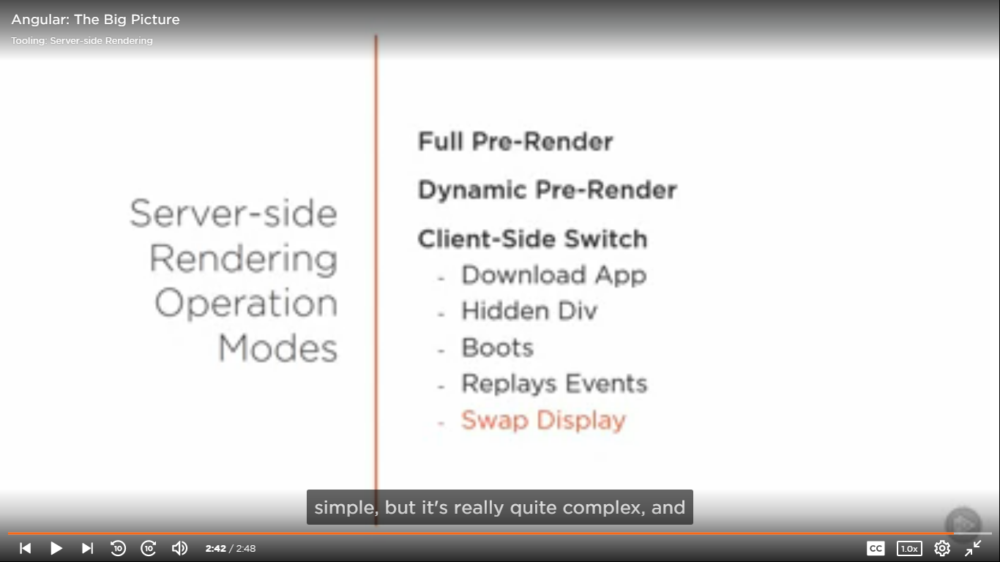 Angular: The Big Picture
Tooling: Server-side Rendering
Server-side
Rendering
Operation
Modes
Full Pre-Render
Dynamic Pre-Render
Client-Side Switch
- Download App
- Hidden Div
- Boots
- Replays Events
- Swap Display
simple, but it's really quite complex, and
10
10
2:42 / 2:48
CC
1.0x